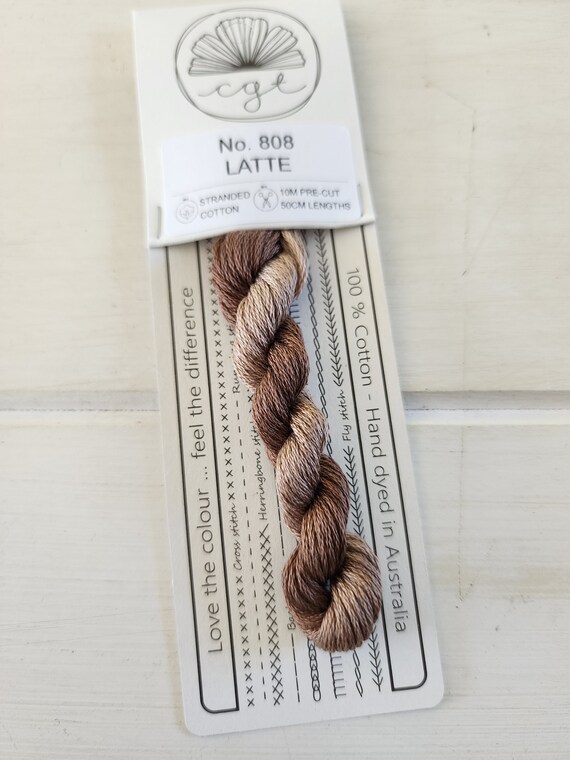 cgt
No. 808
LATTE
STRANDED
COTTON
10M PRE-CUT
50CM LENGTHS
Love the colour ... feel the difference
Cross stitch
Herringbone
Fly stitch
100 % Cotton - Hand dyed in Australia